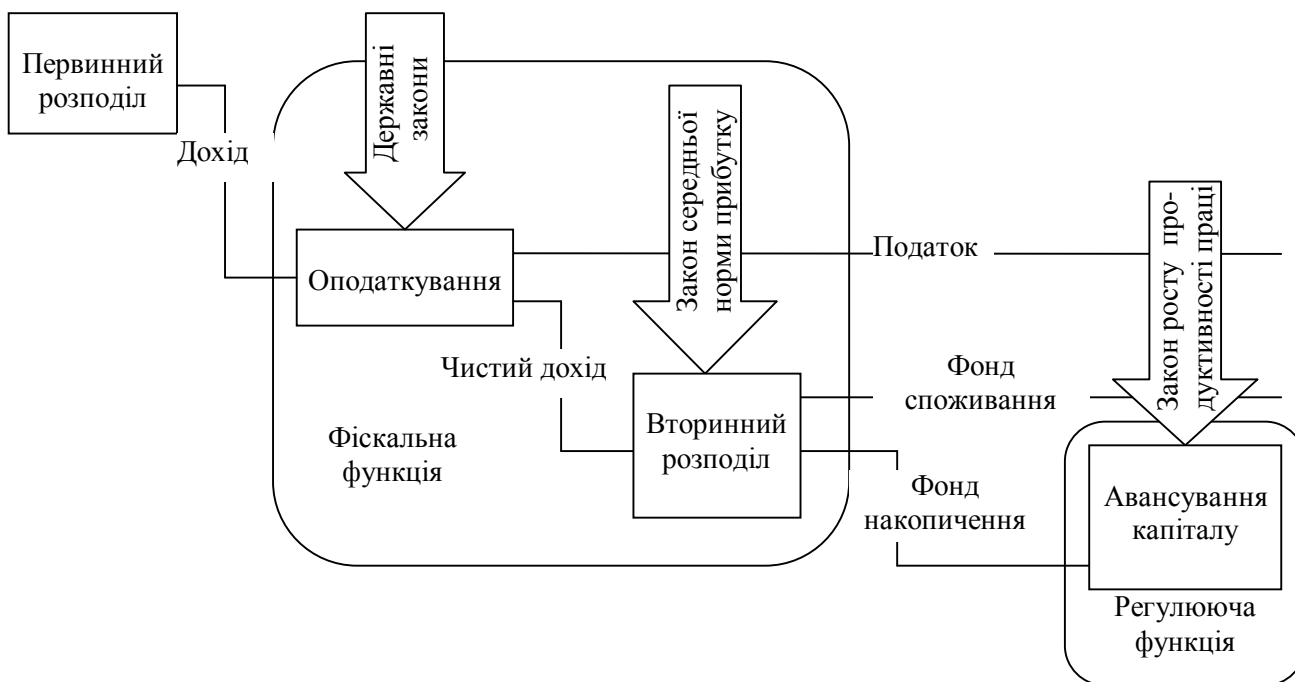 Первинний
розподіл
Дохід
Державні
закони
Оподаткування
Закон середньої
норми прибутку
Податок
Закон росту про-
дуктивності праці
Чистий дохід
Фонд
споживання
Вторинний
розподіл
Фіскальна
функція
Фонд
накопичення
Авансування
капіталу
Регулююча
функція